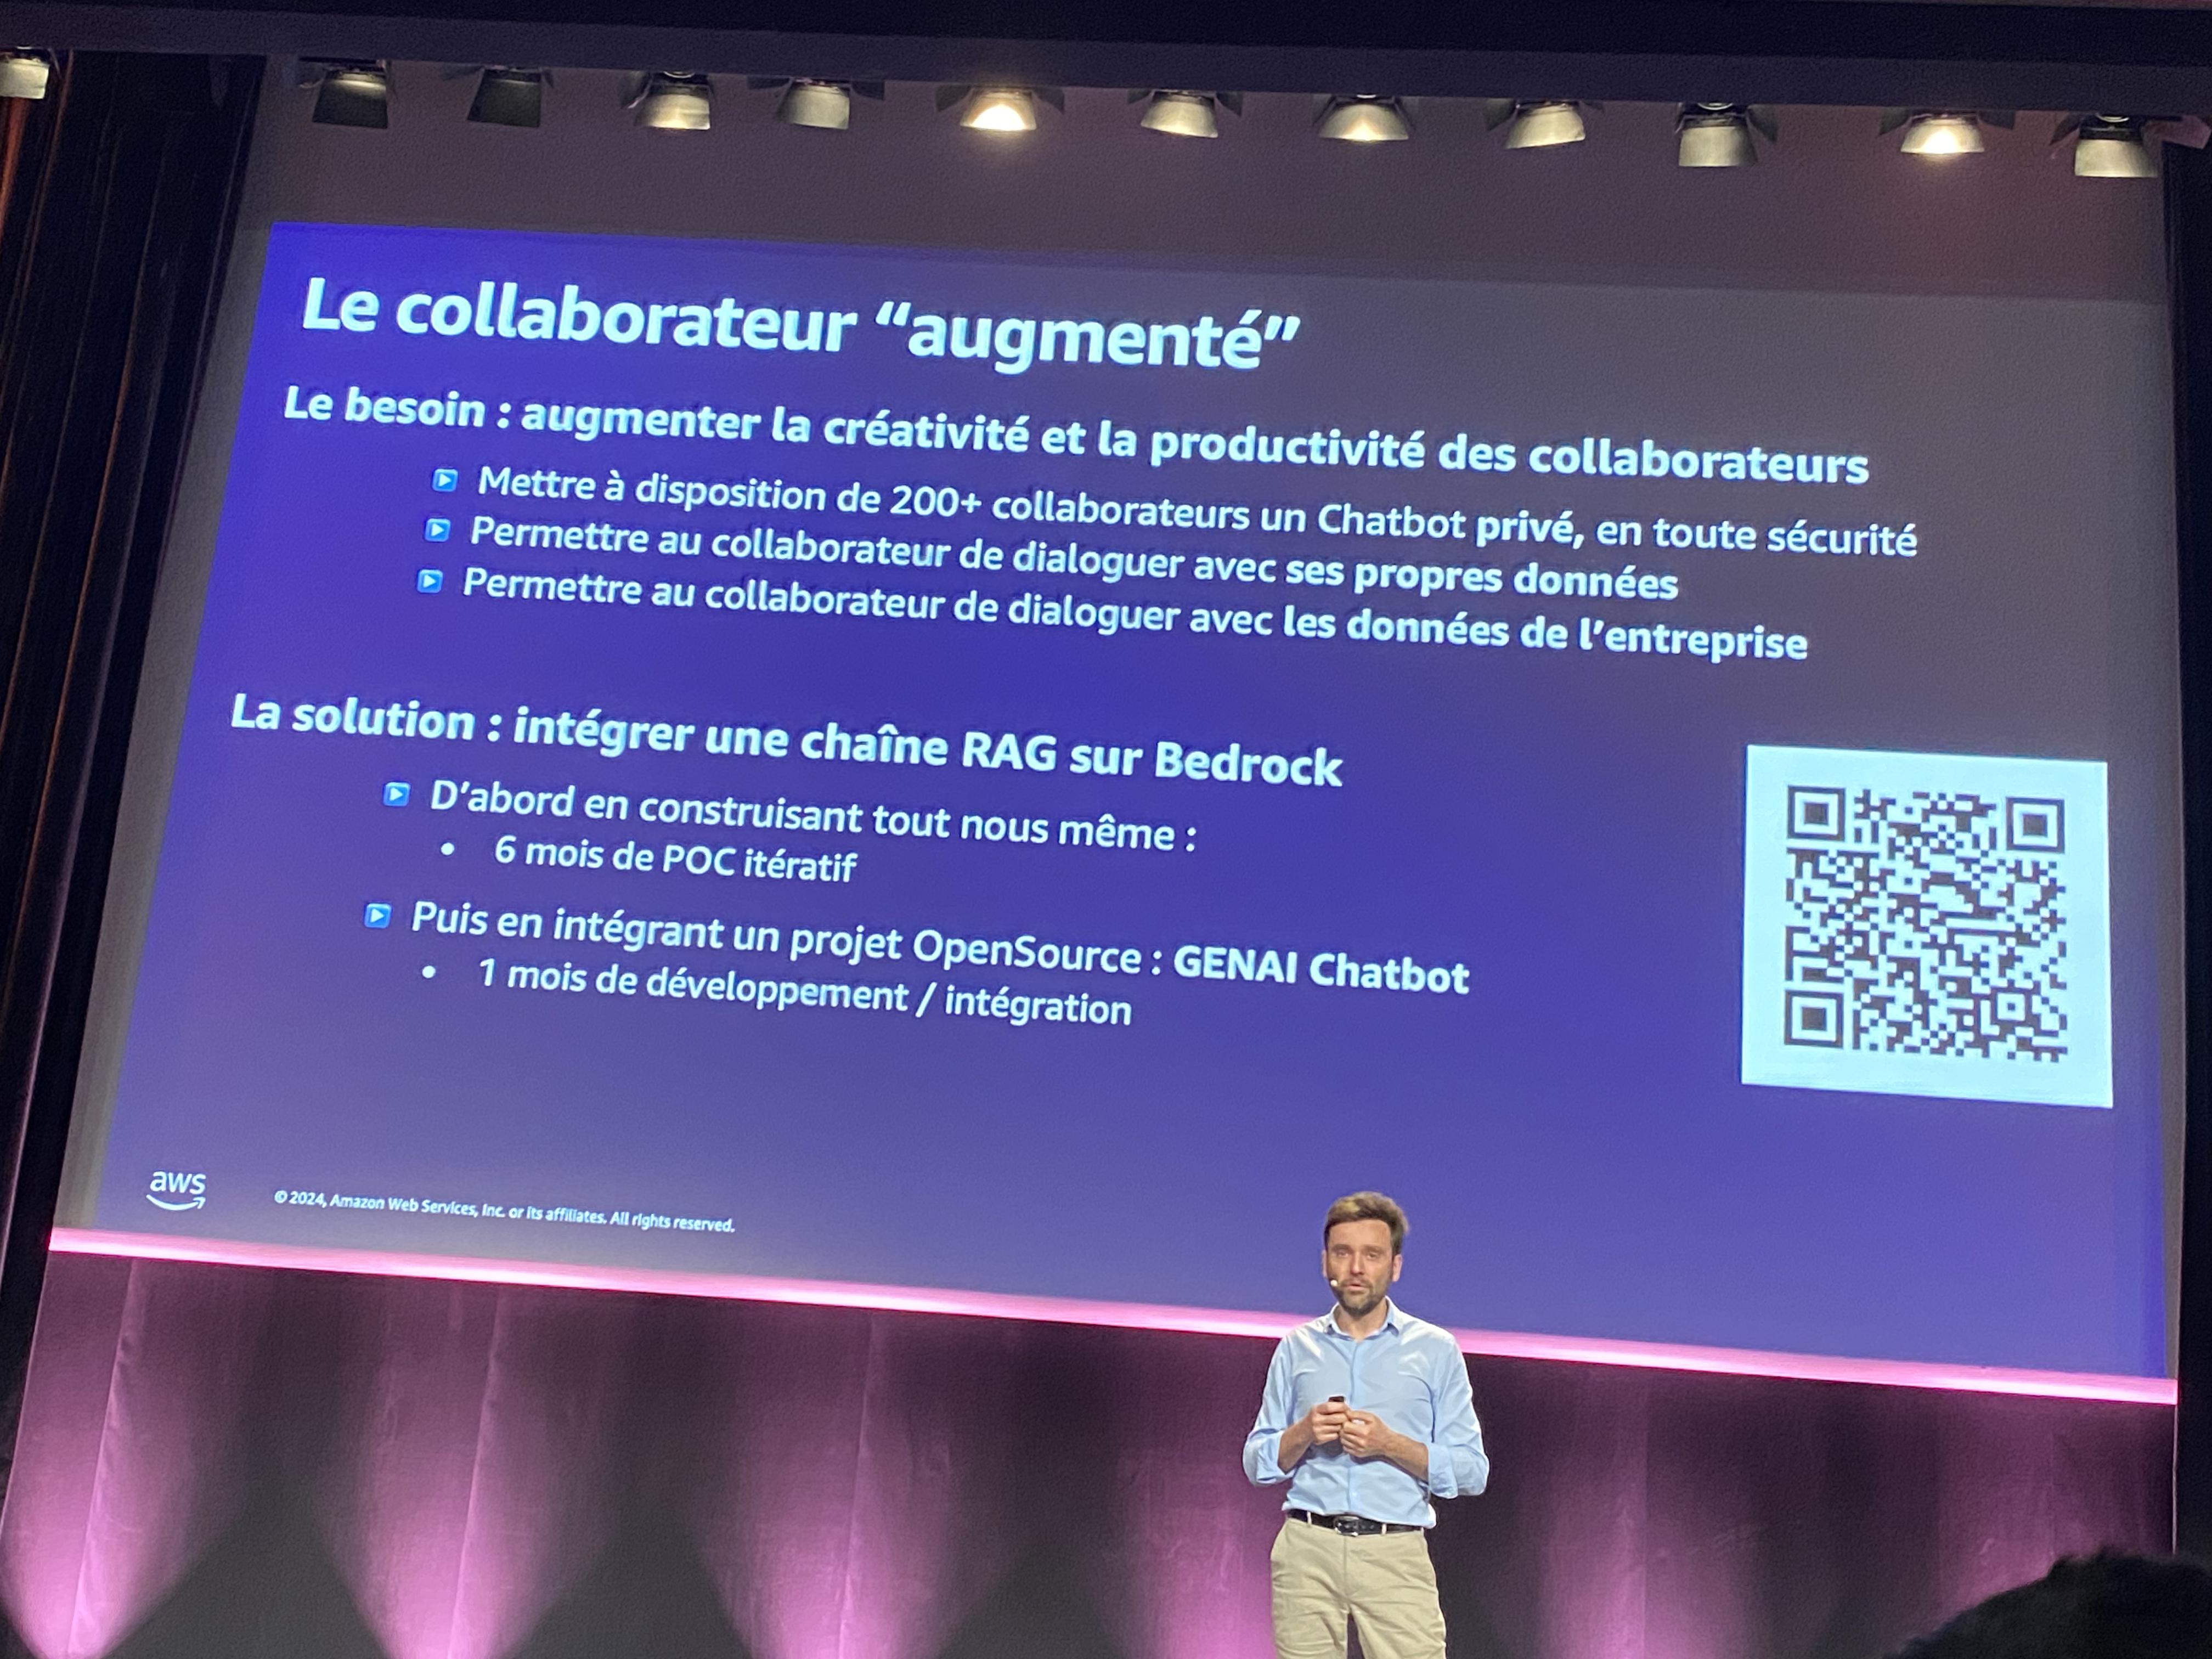 Le collaborateur “augmenté”
Le besoin : augmenter la créativité et la productivité des collaborateurs
Mettre à disposition de 200+ collaborateurs un Chatbot privé, en toute sécurité
Permettre au collaborateur de dialoguer avec ses propres données
Permettre au collaborateur de dialoguer avec les données de l’entreprise
La solution : intégrer une chaîne RAG sur Bedrock
D’abord en construisant tout nous même :
• 6 mois de POC itératif
Puis en intégrant un projet OpenSource : GENAI Chatbot
• 1 mois de développement / intégration
aws
© 2024, Amazon Web Services, Inc. or its affiliates. All rights reserved.